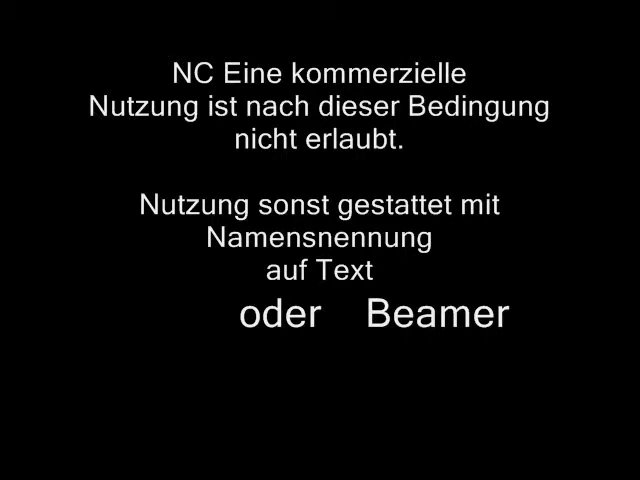 NC Eine kommerzielle
Nutzung ist nach dieser Bedingung
nicht erlaubt.
Nutzung sonst gestattet mit
Namensnennung
auf Text
oder Beamer